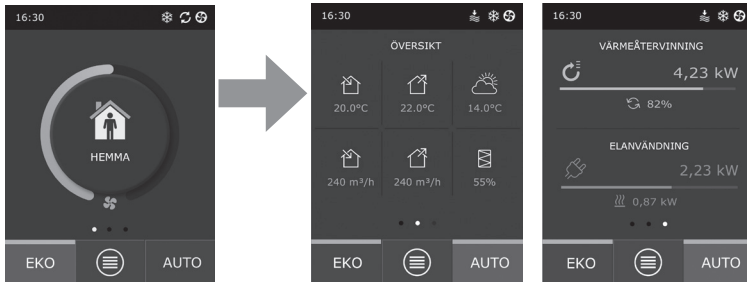 16:30
HEMMA
EKO AUTO
16:30
ÖVERSIKT
20.0°C 22.0°C 14.0°C
240 m³/h 240 m³/h 55%
EKO AUTO
16:30
VÄRMEÅTERVINNING
4,23 kW
82%
ELANVÄNDNING
2,23 kW
0,87 kW
EKO AUTO